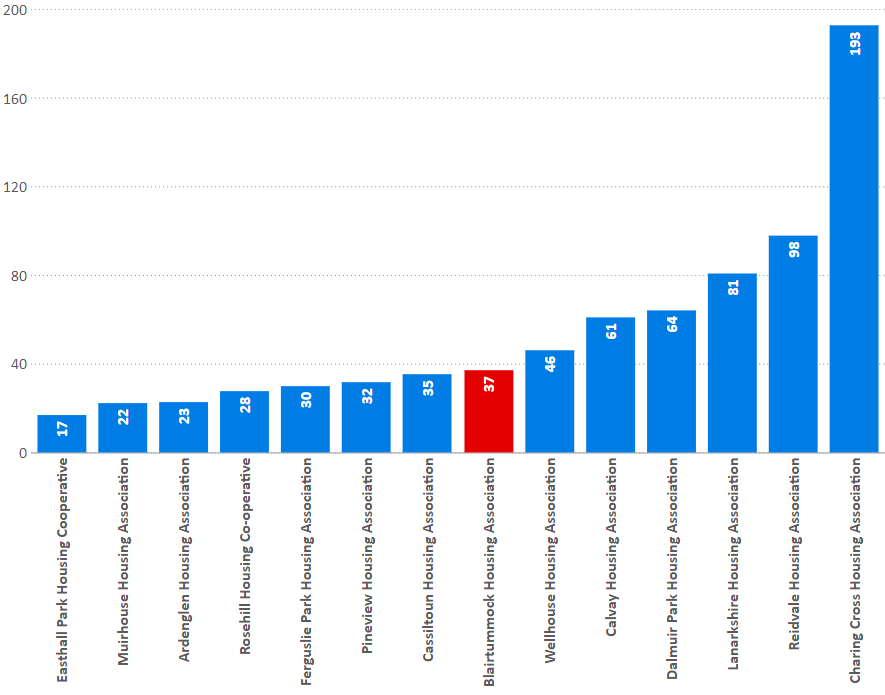 200
160
120
80
40
0
17
22
23
28
30
32
35
37
46
61
64
81
98
193
Easthall Park Housing Cooperative
Muirhouse Housing Association
Ardenglen Housing Association
Rosehill Housing Co-operative
Ferguslie Park Housing Association
Pineview Housing Association
Cassiltoun Housing Association
Blairtummock Housing Association
Wellhouse Housing Association
Calvay Housing Association
Dalmuir Park Housing Association
Lanarkshire Housing Association
Reidvale Housing Association
Charing Cross Housing Association